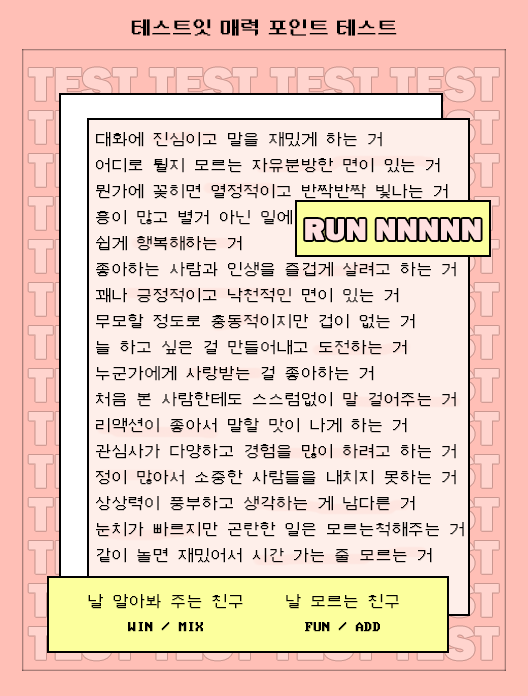 테스트잇 매력 포인트 테스트
TEST TEST TEST TEST
대화에 진심이고 말을 재밌게 하는 거
어디로 튈지 모르는 자유분방한 면이 있는 거
뭔가에 꽂히면 열정적이고 반짝반짝 빛나는 거
흥이 많고 별거 아닌 일에
RUN NNNNN
쉽게 행복해하는 거
좋아하는 사람과 인생을 즐겁게 살려고 하는 거
꽤나 긍정적이고 낙천적인 면이 있는 거
무모할 정도로 충동적이지만 겁이 없는 거
늘 하고 싶은 걸 만들어내고 도전하는 거
누군가에게 사랑받는 걸 좋아하는 거
처음 본 사람한테도 스스럼없이 말 걸어주는 거
리액션이 좋아서 말할 맛이 나게 하는 거
관심사가 다양하고 경험을 많이 하려고 하는 거
정이 많아서 소중한 사람들을 내치지 못하는 거
상상력이 풍부하고 생각하는 게 남다른 거
눈치가 빠르지만 곤란한 일은 모르는척해주는 거
같이 놀면 재밌어서 시간 가는 줄 모르는 거
날 알아봐 주는 친구 날 모르는 친구
WIN / MIX FUN / ADD